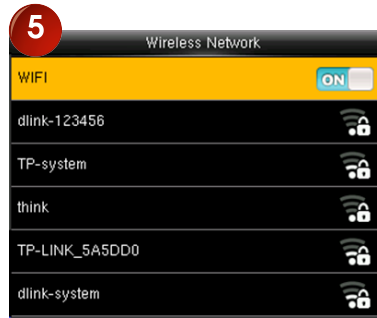 5
Wireless Network
WIFI ON
dlink-123456
TP-system
think
TP-LINK_5A5DD0
dlink-system